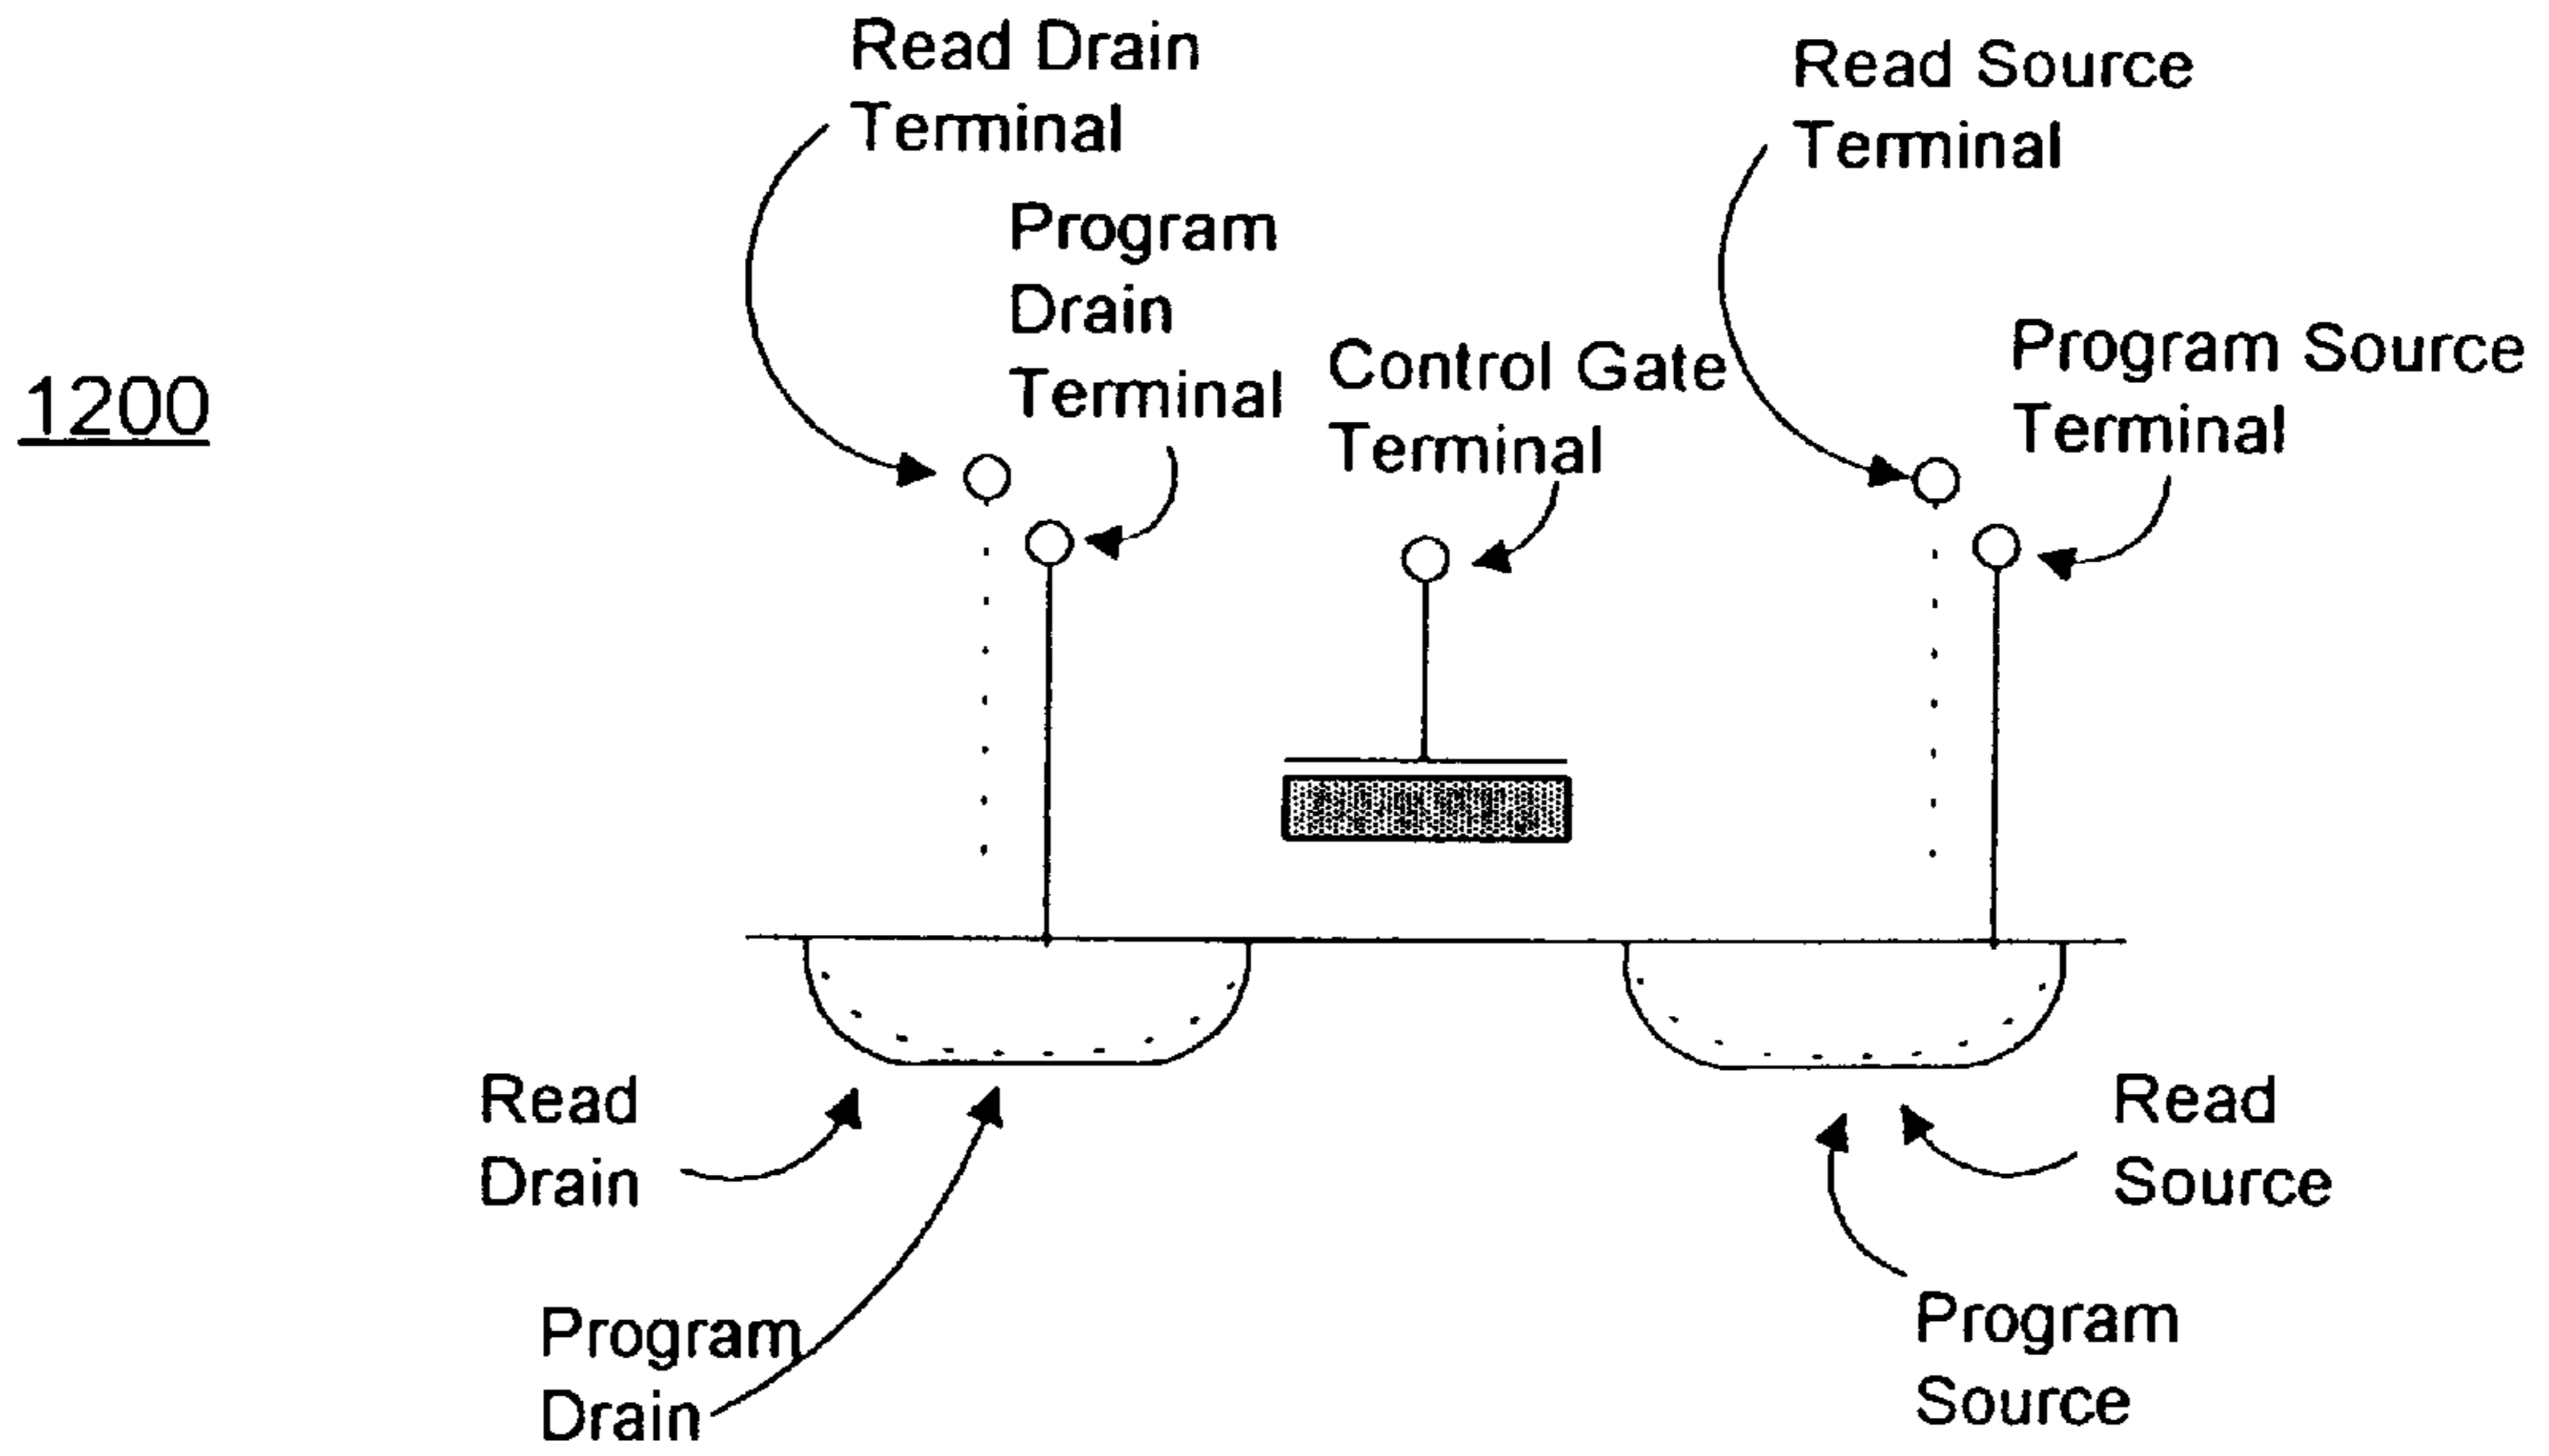 Read Drain
Terminal
Read Source
Terminal
Program
Drain
Terminal
Control Gate
Terminal
Program Source
Terminal
1200
Read
Drain
Read
Source
Program
Drain
Program
Source